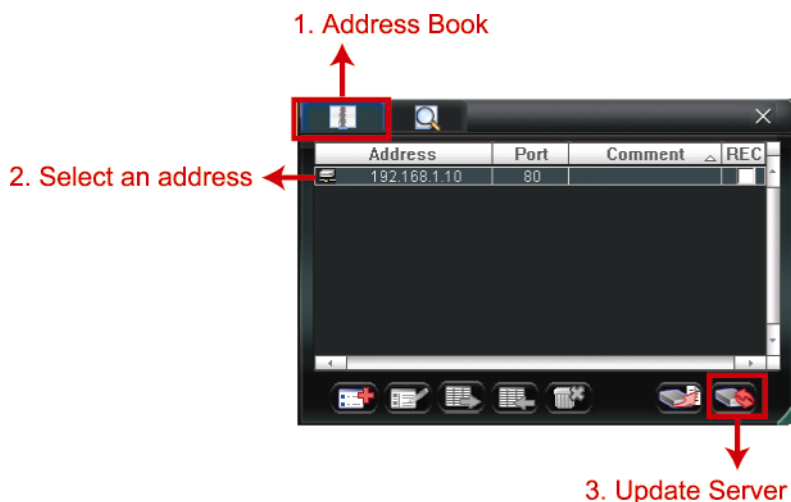 1. Address Book
Address Port Comment REC
2. Select an address
192.168.1.10 80
3. Update Server